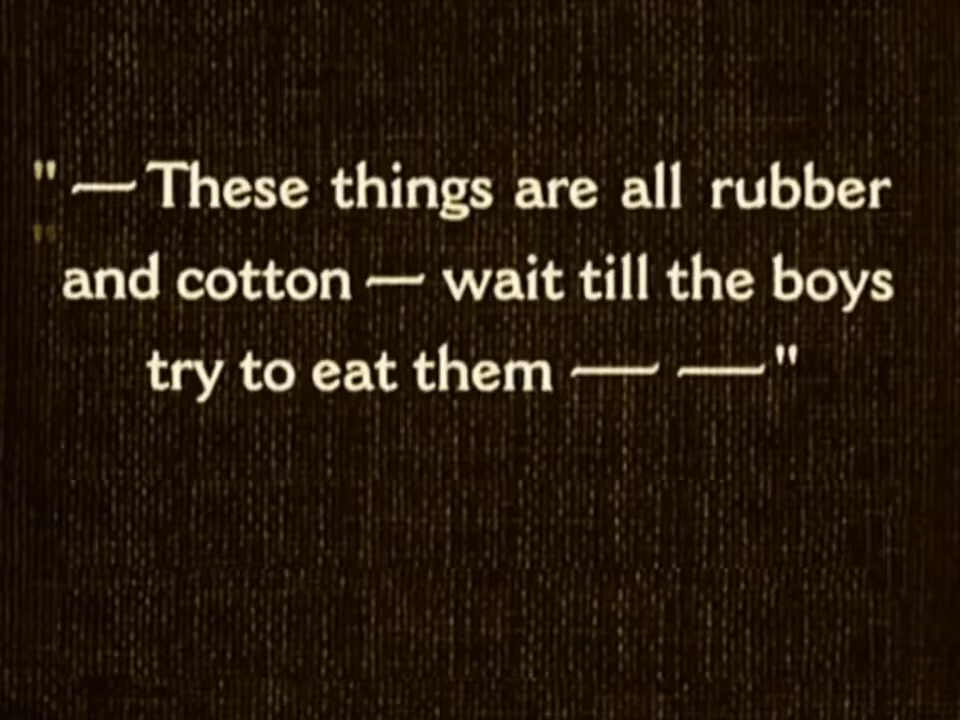 "—These things are all rubber
and cotton — wait till the boys
try to eat them — —"